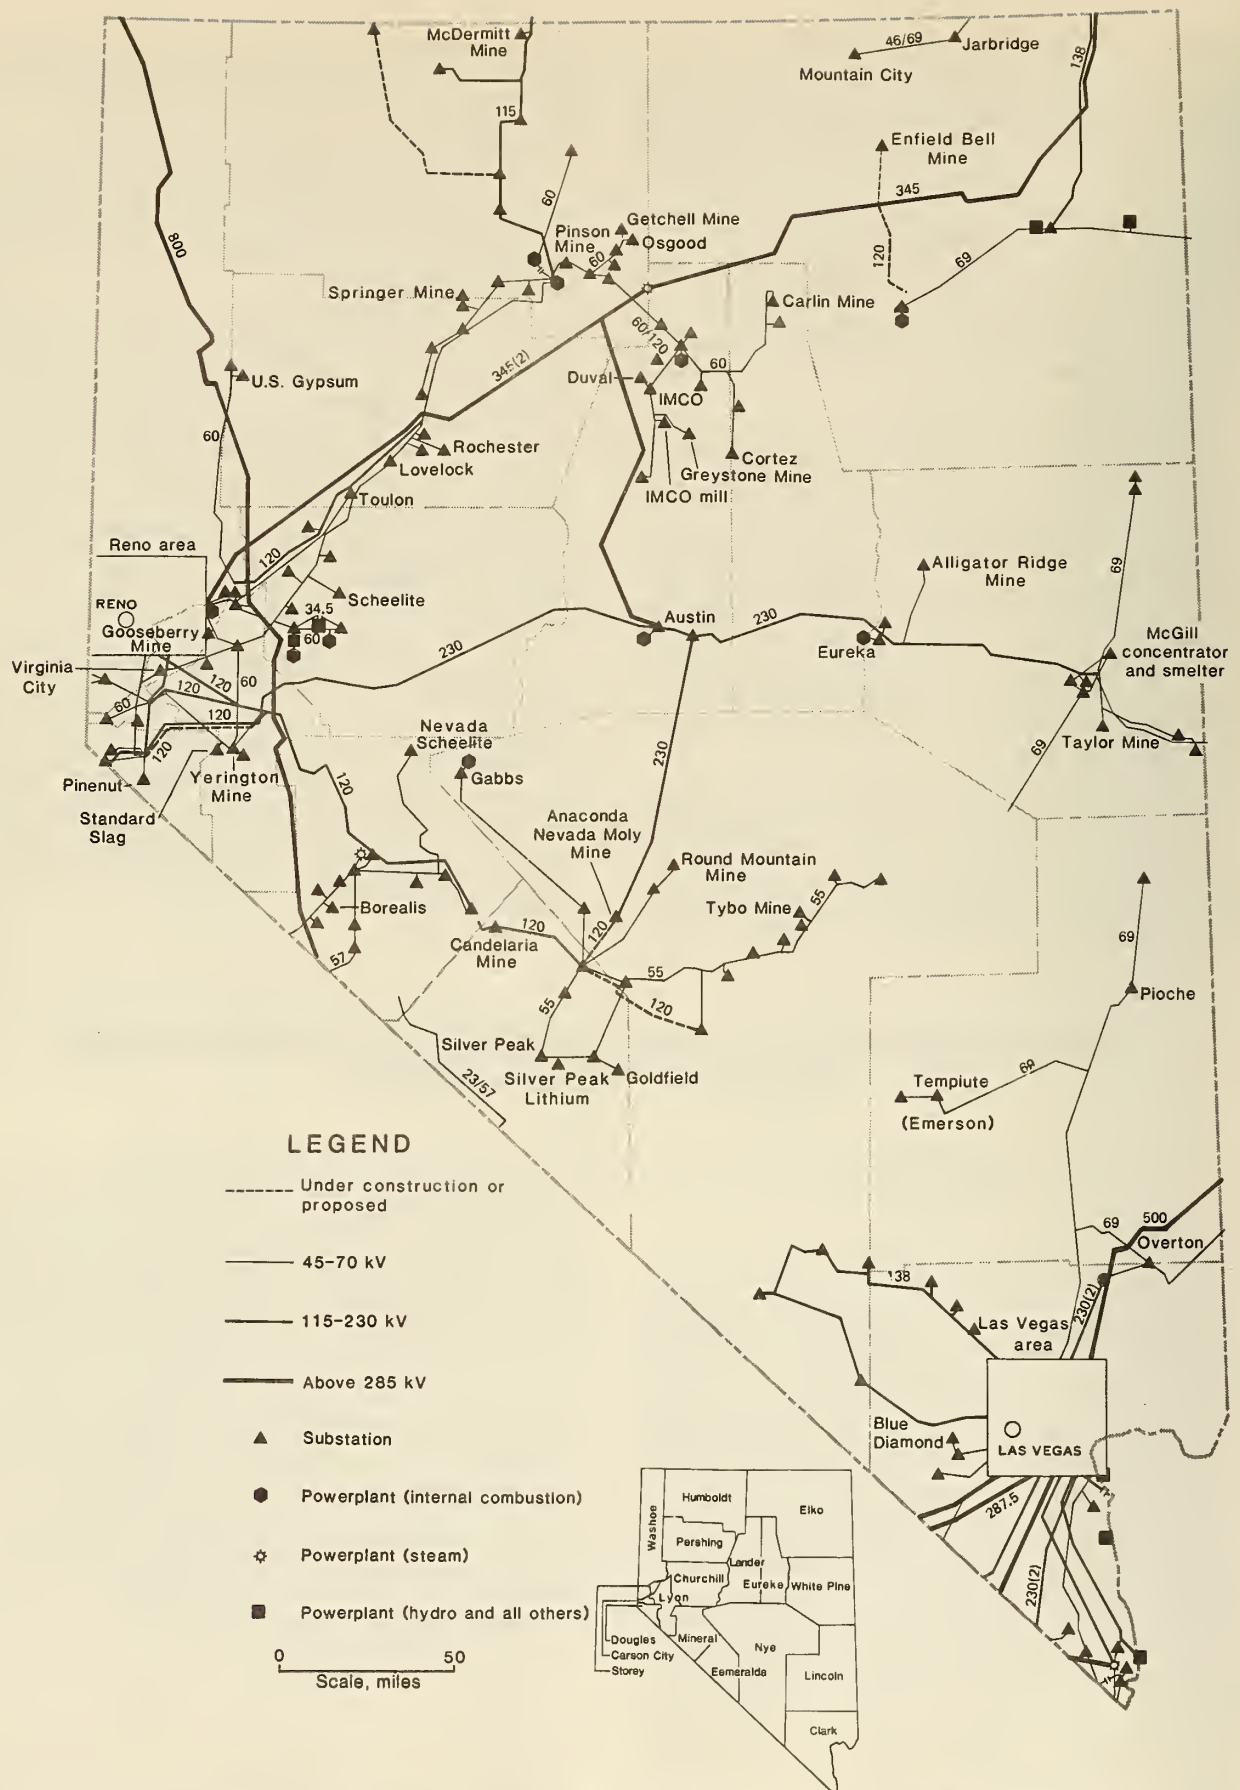 McDermitt
Mine
46/69
Jarbridge
Mountain City
138
115
Enfield Bell
Mine
60
345
800
Getchell Mine
Pinson
Mine
Osgood
60
120
69
Springer Mine
Carlin Mine
60/120
345(2)
60
Duval
U.S. Gypsum
IMCO
60
Rochester
Lovelock
Cortez
Greystone Mine
IMCO mill
Toulon
Reno area
120
69
Alligator Ridge
Mine
Scheelite
RENO
34.5
Austin
230
Gooseberry
Mine
60
230
Eureka
McGill
concentrator
and smelter
Virginia
City
120
120
60
60
120
120
Nevada
Scheelite
230
69
Taylor Mine
Pinenut
Yerington
Mine
120
Gabbs
Standard
Slag
Anaconda
Nevada Moly
Mine
Round Mountain
Mine
55
Tybo Mine
Borealis
120
120
69
Candelaria
Mine
57
55
55
120
Pioche
Silver Peak
Silver Peak
Lithium
Goldfield
23/57
69
Tempiute
(Emerson)
LEGEND
Under construction or
proposed
69
500
Overton
45-70 kV
138
230(2)
115-230 kV
Las Vegas
area
Above 285 kV
Blue
Diamond
LAS VEGAS
Substation
287.5
Powerplant (internal combustion)
Powerplant (steam)
230(2)
Powerplant (hydro and all others)
0
50
Scale, miles
Washoe
Humboldt
Elko
Pershing
Lander
Churchill
Eureke
White Pine
Lyon
Dougles
Carson City
Storey
Mineral
Nye
Esmeralda
Lincoln
Clark